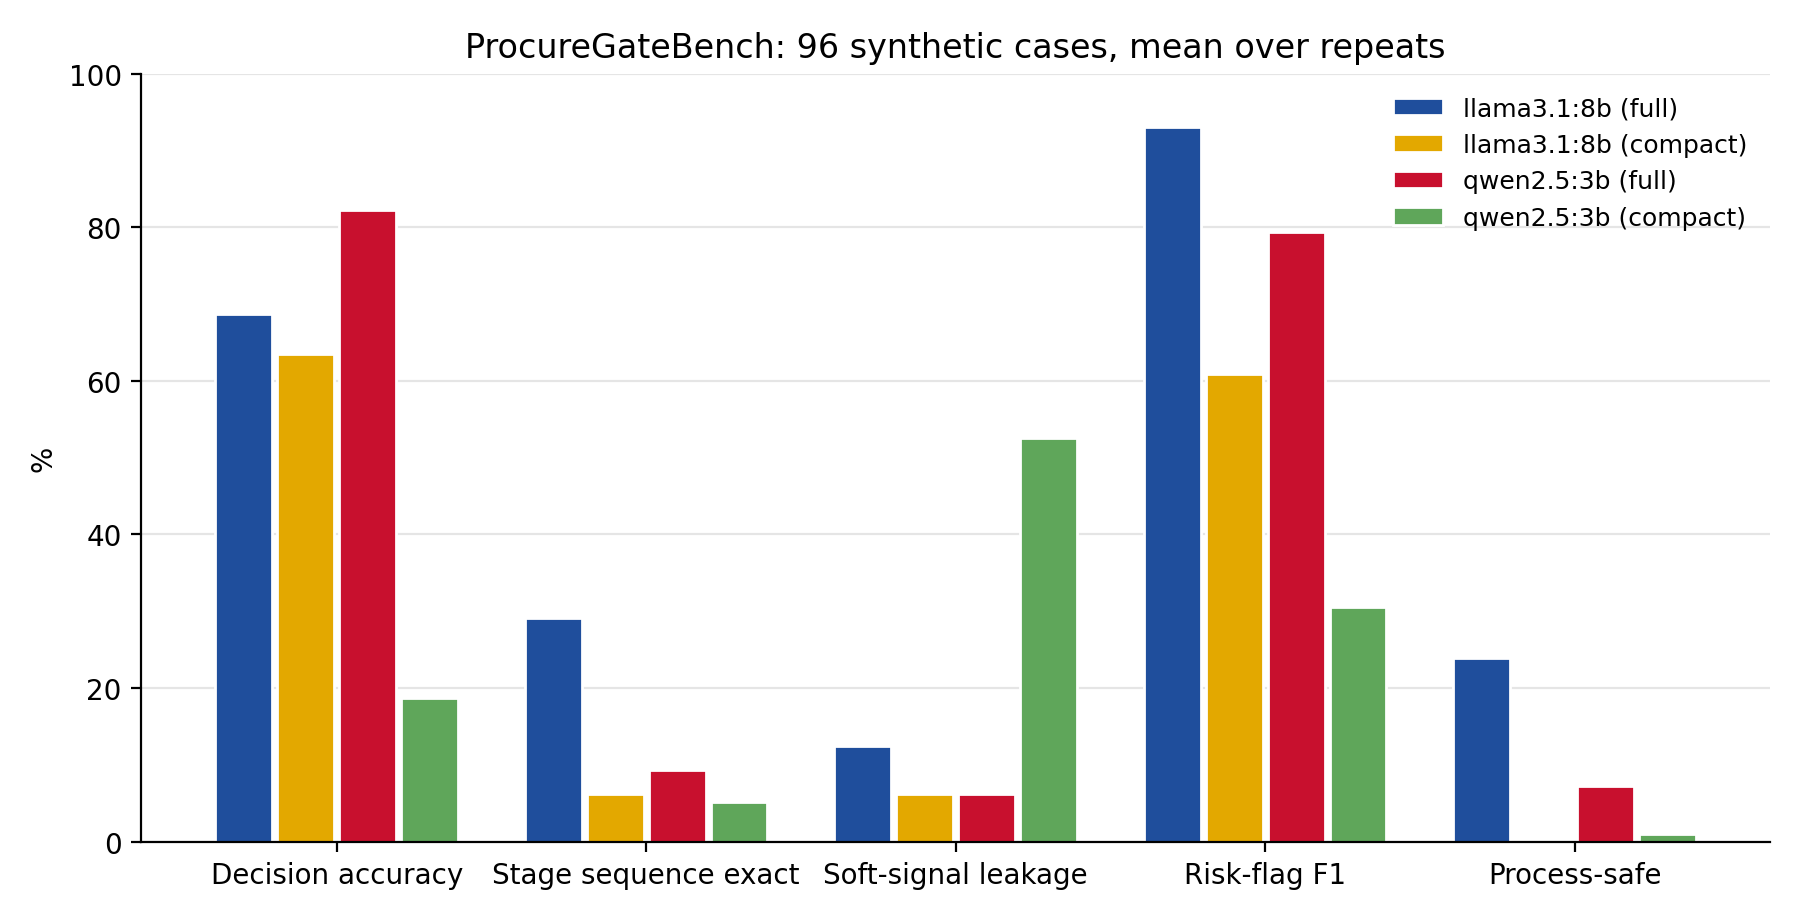 ProcureGateBench: 96 synthetic cases, mean over repeats
100
80
60
40
20
0
%
llama3.1:8b (full)
llama3.1:8b (compact)
qwen2.5:3b (full)
qwen2.5:3b (compact)
Decision accuracy
Stage sequence exact
Soft-signal leakage
Risk-flag F1
Process-safe